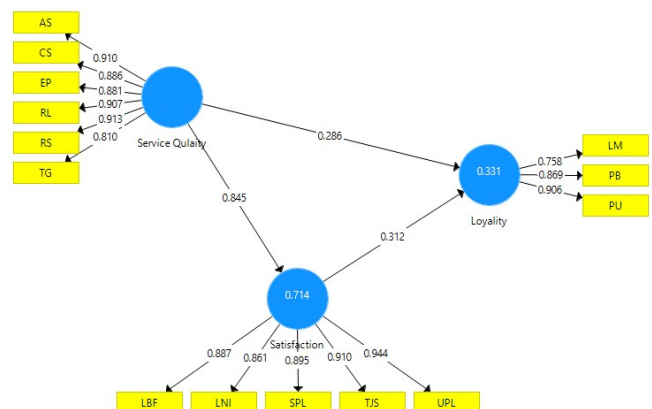 AS
CS
EP
RL
RS
TG
0.910
0.886
0.881
0.907
0.913
0.810
Service Qulaity
0.286
0.845
0.331
Loyality
0.758
0.869
0.906
LM
PB
PU
0.312
0.714
Satisfaction
0.887
0.861
0.895
0.910
0.944
LBF
LNI
SPL
TJS
UPL